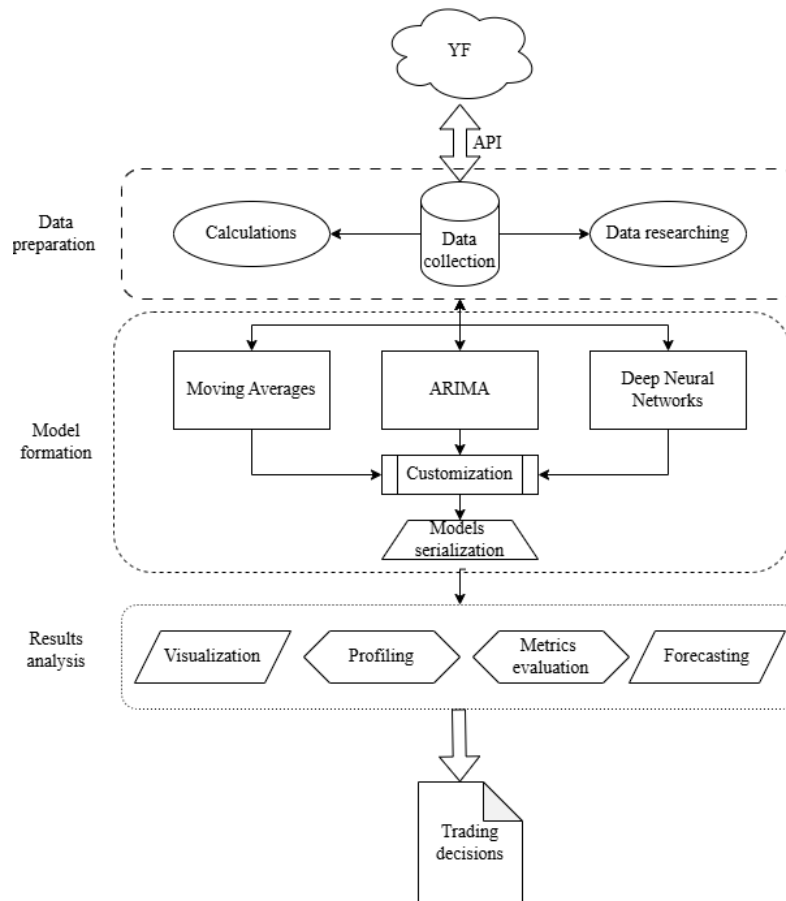 YF
API
Data
preparation
Calculations
Data
collection
Data researching
Model
formation
Moving Averages
ARIMA
Deep Neural
Networks
Customization
Models
serialization
Results
analysis
Visualization
Profiling
Metrics
evaluation
Forecasting
Trading
decisions